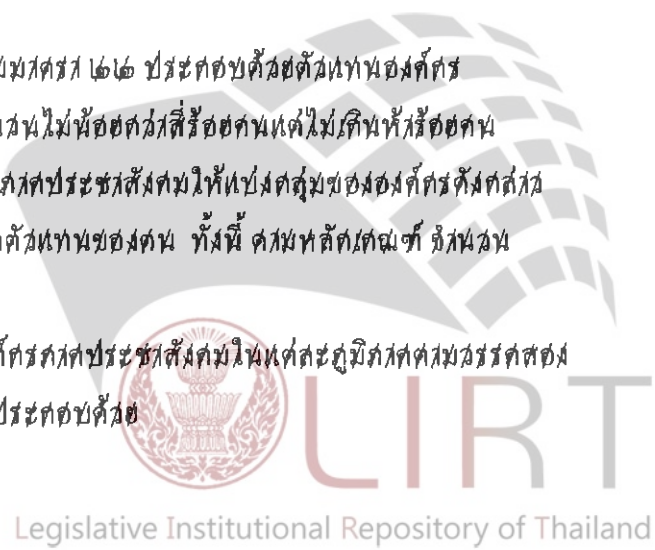 มาตรา ๒๒ ประกอบด้วยตัวแทนองค์กร
ไม่น้อยกว่าสี่ร้อยคนแต่ไม่เกินห้าร้อยคน
ภาคประชาสังคมให้แบ่งกลุ่มขององค์กรดังกล่าว
ตัวแทนของตน ทั้งนี้ ตามหลักเกณฑ์ จำนวน
ภาคประชาสังคมในแต่ละภูมิภาคตามวรรคสอง
ประกอบด้วย
LIRT
Legislative Institutional Repository of Thailand